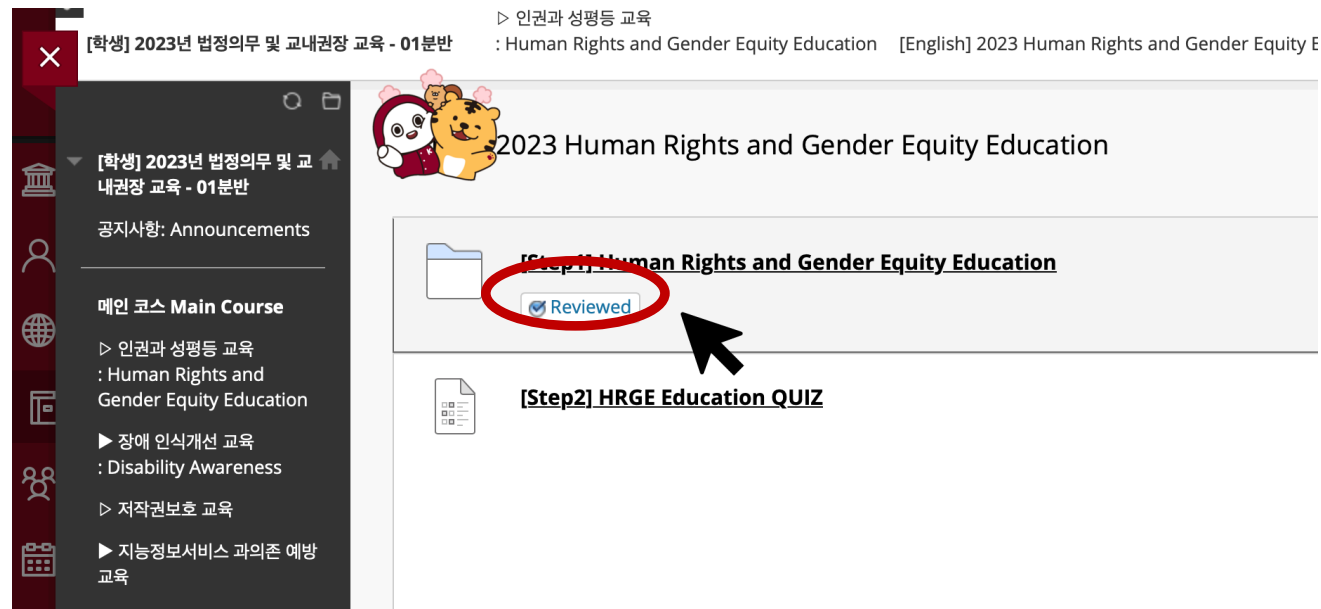 ▷ 인권과 성평등 교육
[학생] 2023년 법정의무 및 교내권장 교육 - 01분반
: Human Rights and Gender Equity Education
[English] 2023 Human Rights and Gender Equity E
[학생] 2023년 법정의무 및 교
내권장 교육 - 01분반
공지사항: Announcements
메인 코스 Main Course
▷ 인권과 성평등 교육
: Human Rights and
Gender Equity Education
▶ 장애 인식개선 교육
: Disability Awareness
▷ 저작권보호 교육
▶ 지능정보서비스 과의존 예방
교육
2023 Human Rights and Gender Equity Education
[Step1] Human Rights and Gender Equity Education
Reviewed
[Step2] HRGE Education QUIZ